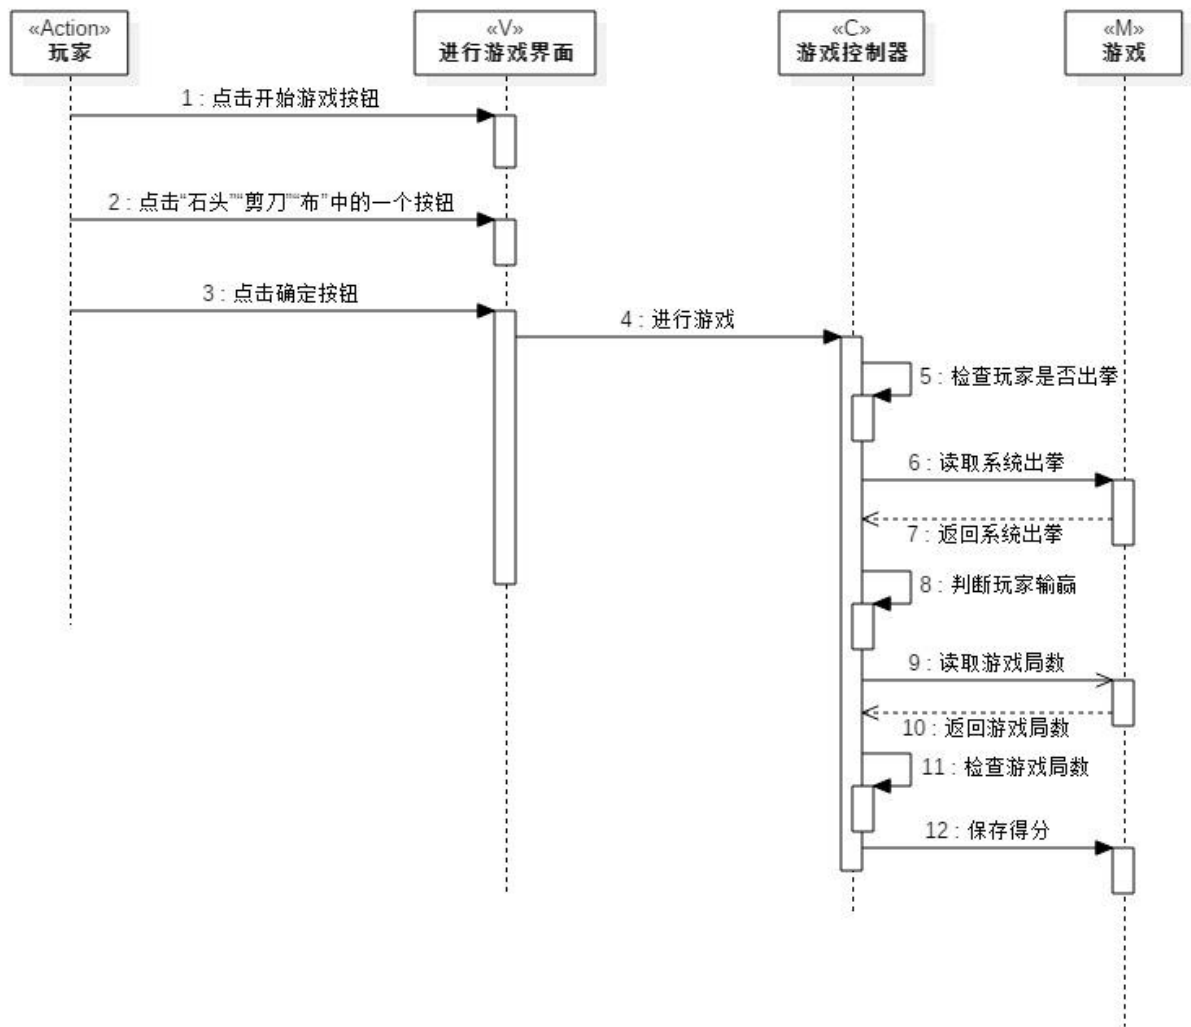 «Action»
玩家
«V»
进行游戏界面
«C»
游戏控制器
«M»
游戏
1 : 点击开始游戏按钮
2 : 点击“石头”“剪刀”“布”中的一个按钮
3 : 点击确定按钮
4 : 进行游戏
5 : 检查玩家是否出拳
6 : 读取系统出拳
7 : 返回系统出拳
8 : 判断玩家输赢
9 : 读取游戏局数
10 : 返回游戏局数
11 : 检查游戏局数
12 : 保存得分